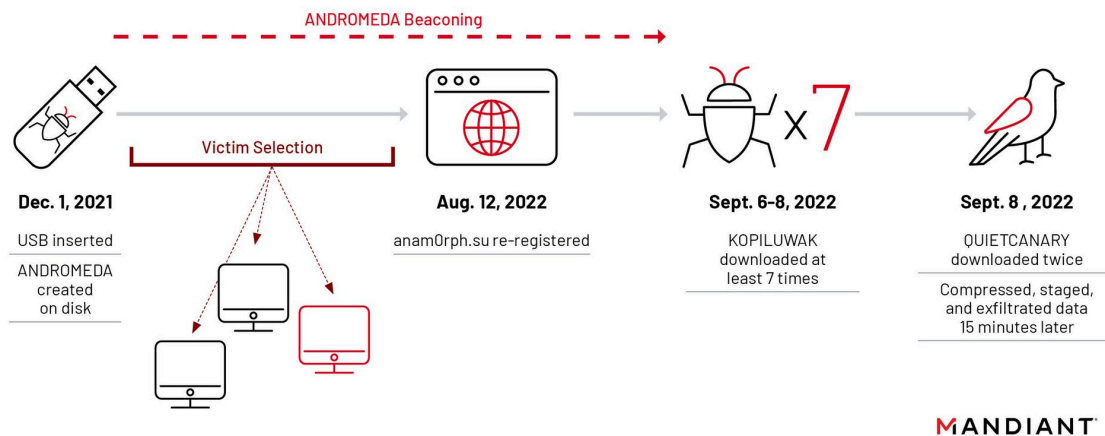 ANDROMEDA Beaconing
x7
Victim Selection
Dec. 1, 2021
USB inserted
ANDROMEDA
created
on disk
Aug. 12, 2022
anam0rph.su re-registered
Sept. 6-8, 2022
KOPILUWAK
downloaded at
least 7 times
Sept. 8 , 2022
QUIETCANARY
downloaded twice
Compressed, staged,
and exfiltrated data
15 minutes later
MANDIANT